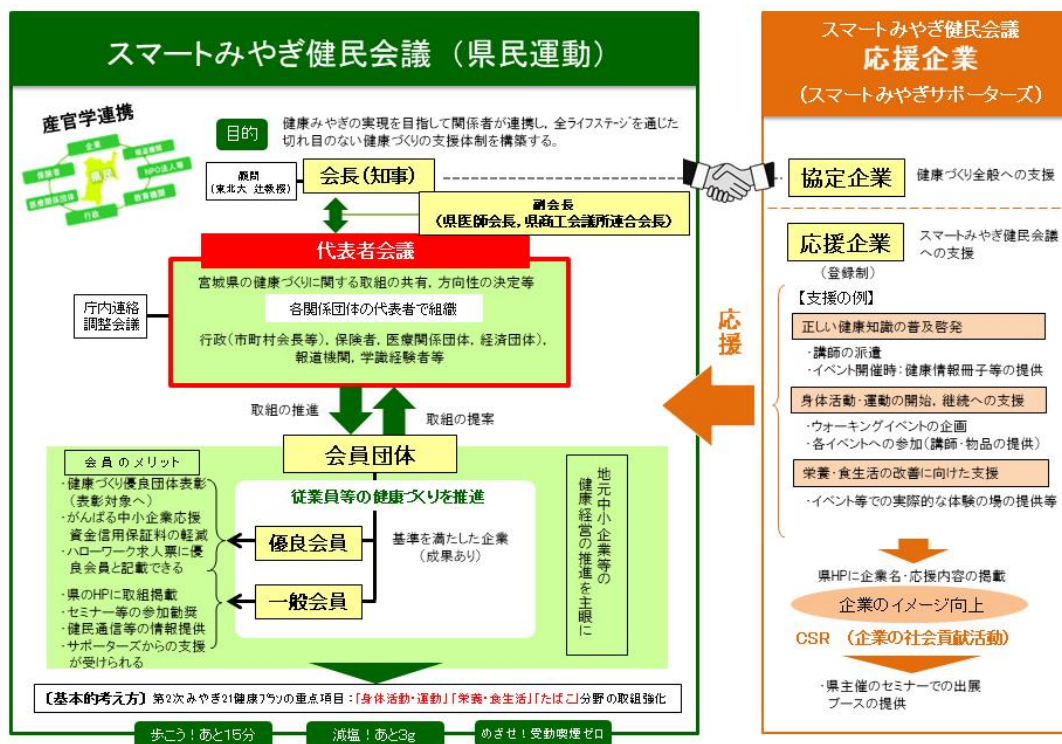 スマートみやぎ健民会議（県民運動）
産官学連携
企業
報道機関
保険者
NPO法人等
県民
医療関係団体
教育機関
行政
目的
健康みやぎの実現を目指して関係者が連携し，全ライフステージを通じた
切れ目のない健康づくりの支援体制を構築する。
顧問
（東北大 辻教授）
会長（知事）
副会長
（県医師会長，県商工会議所連合会長）
代表者会議
宮城県の健康づくりに関する取組の共有、方向性の決定等
各関係団体の代表者で組織
行政（市町村会長等），保険者，医療関係団体，経済団体），
報道機関，学識経験者等
庁内連絡
調整会議
取組の推進
取組の提案
会員団体
会員のメリット
・健康づくり優良団体表彰
（表彰対象へ）
・がんばる中小企業応援
資金信用保証料の軽減
・ハローワーク求人票に優
良会員と記載できる
・県のHPに取組掲載
・セミナー等の参加勧奨
・健民通信等の情報提供
・サポーターズからの支援
が受けられる
従業員等の健康づくりを推進
優良会員
基準を満たした企業
（成果あり）
一般会員
地元中小企業等の
健康経営の推進を主眼に
〔基本的考え方〕 第2次みやぎ21健康プランの重点項目：「身体活動・運動」「栄養・食生活」「たばこ」分野の取組強化
歩こう！あと15分
減塩！あと3g
めざせ！受動喫煙ゼロ
応援
スマートみやぎ健民会議
応援企業
（スマートみやぎサポーターズ）
協定企業
健康づくり全般への支援
応援企業
（登録制）
スマートみやぎ健民会議
への支援
【支援の例】
正しい健康知識の普及啓発
・講師の派遣
・イベント開催時：健康情報冊子等の提供
身体活動・運動の開始，継続への支援
・ウォーキングイベントの企画
・各イベントへの参加（講師・物品の提供）
栄養・食生活の改善に向けた支援
・イベント等での実際的な体験の場の提供等
県HPに企業名・応援内容の掲載
企業のイメージ向上
CSR （企業の社会貢献活動）
・県主催のセミナーでの出展
ブースの提供